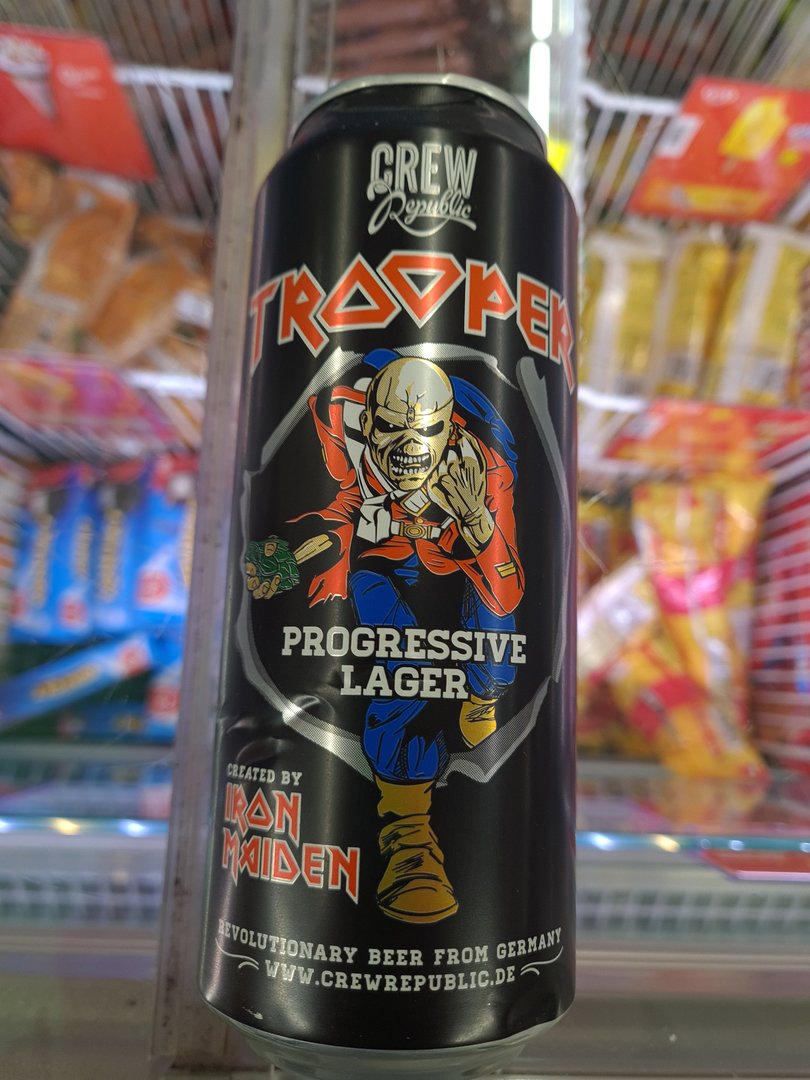 CREW
Republic
TROOPER
PROGRESSIVE
LAGER
CREATED BY
IRON
MAIDEN
REVOLUTIONARY BEER FROM GERMANY
WWW.CREWREPUBLIC.DE